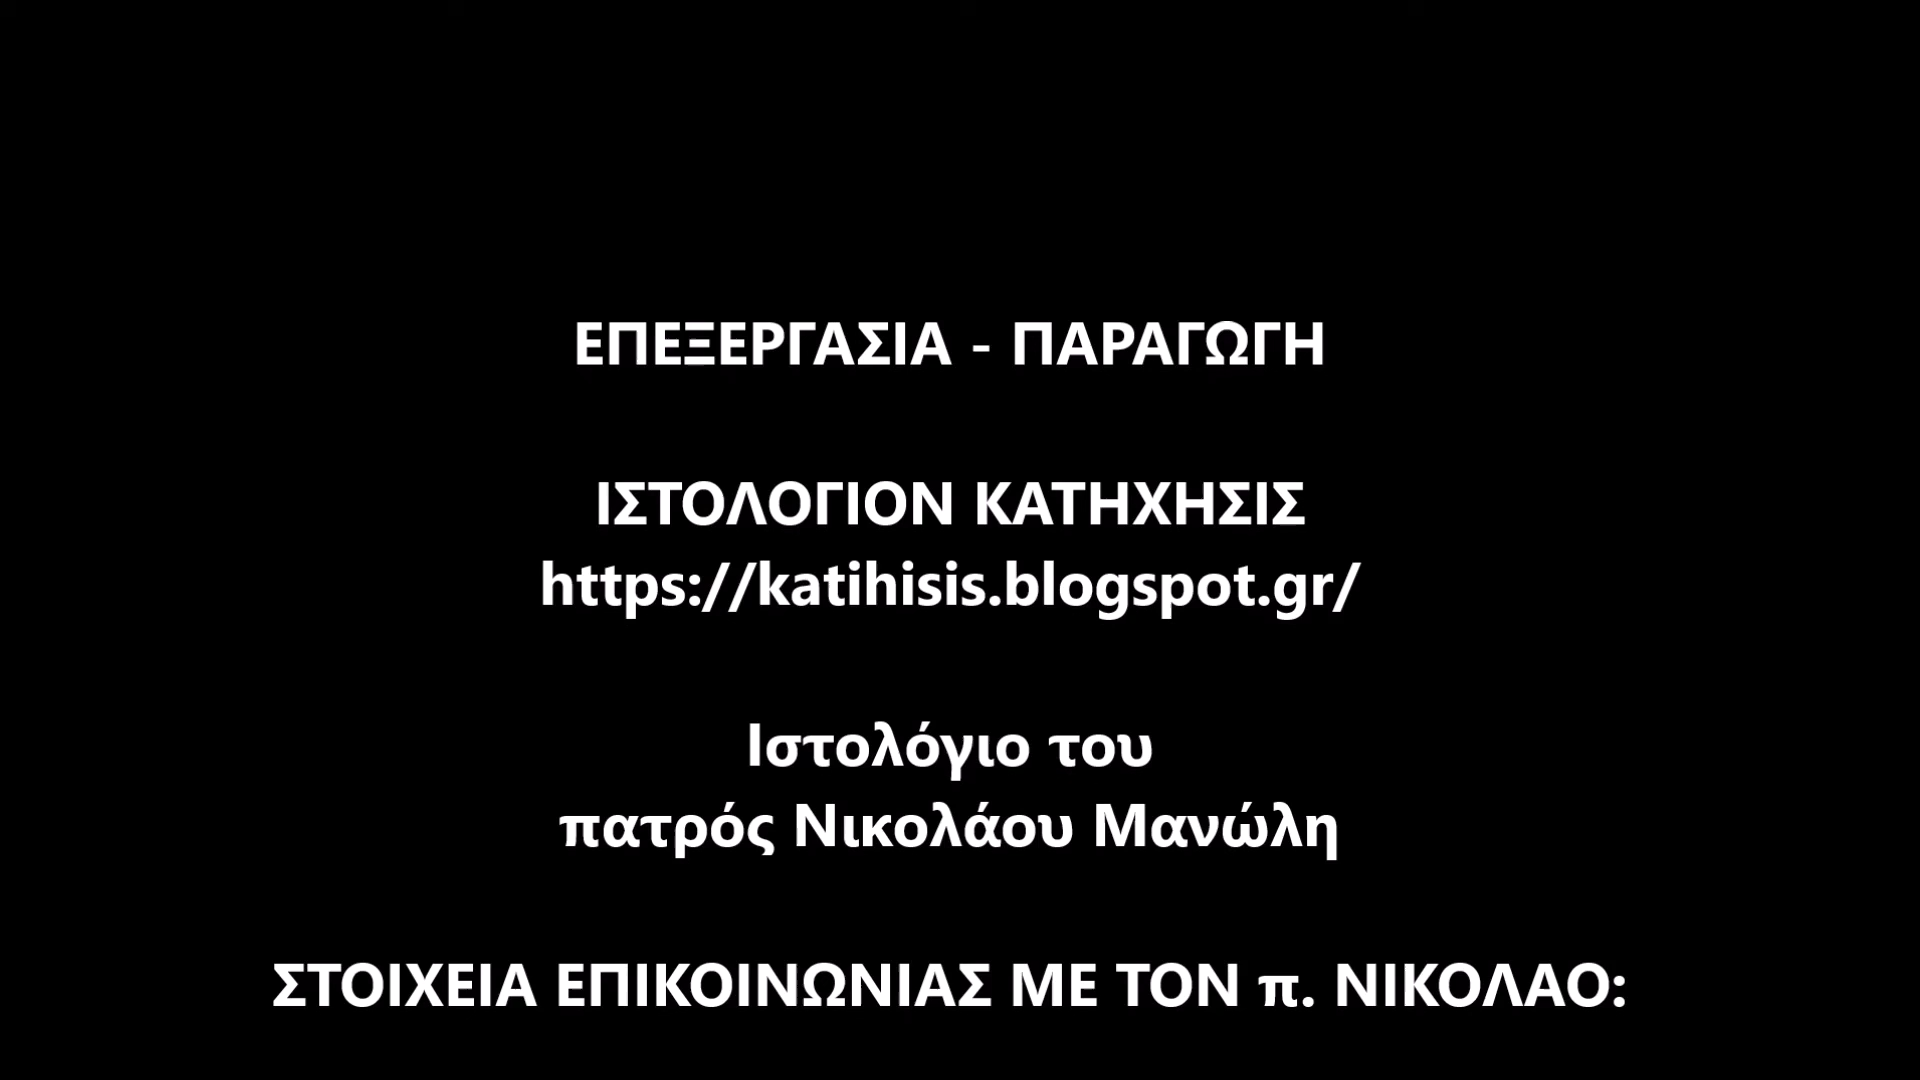 ΕΠΕΞΕΡΓΑΣΙΑ - ΠΑΡΑΓΩΓΗ
ΙΣΤΟΛΟΓΙΟΝ ΚΑΤΗΧΗΣΙΣ
https://katihisis.blogspot.gr/
Ιστολόγιο του
πατρός Νικολάου Μανώλη
ΣΤΟΙΧΕΙΑ ΕΠΙΚΟΙΝΩΝΙΑΣ ΜΕ ΤΟΝ π. ΝΙΚΟΛΑΟ: